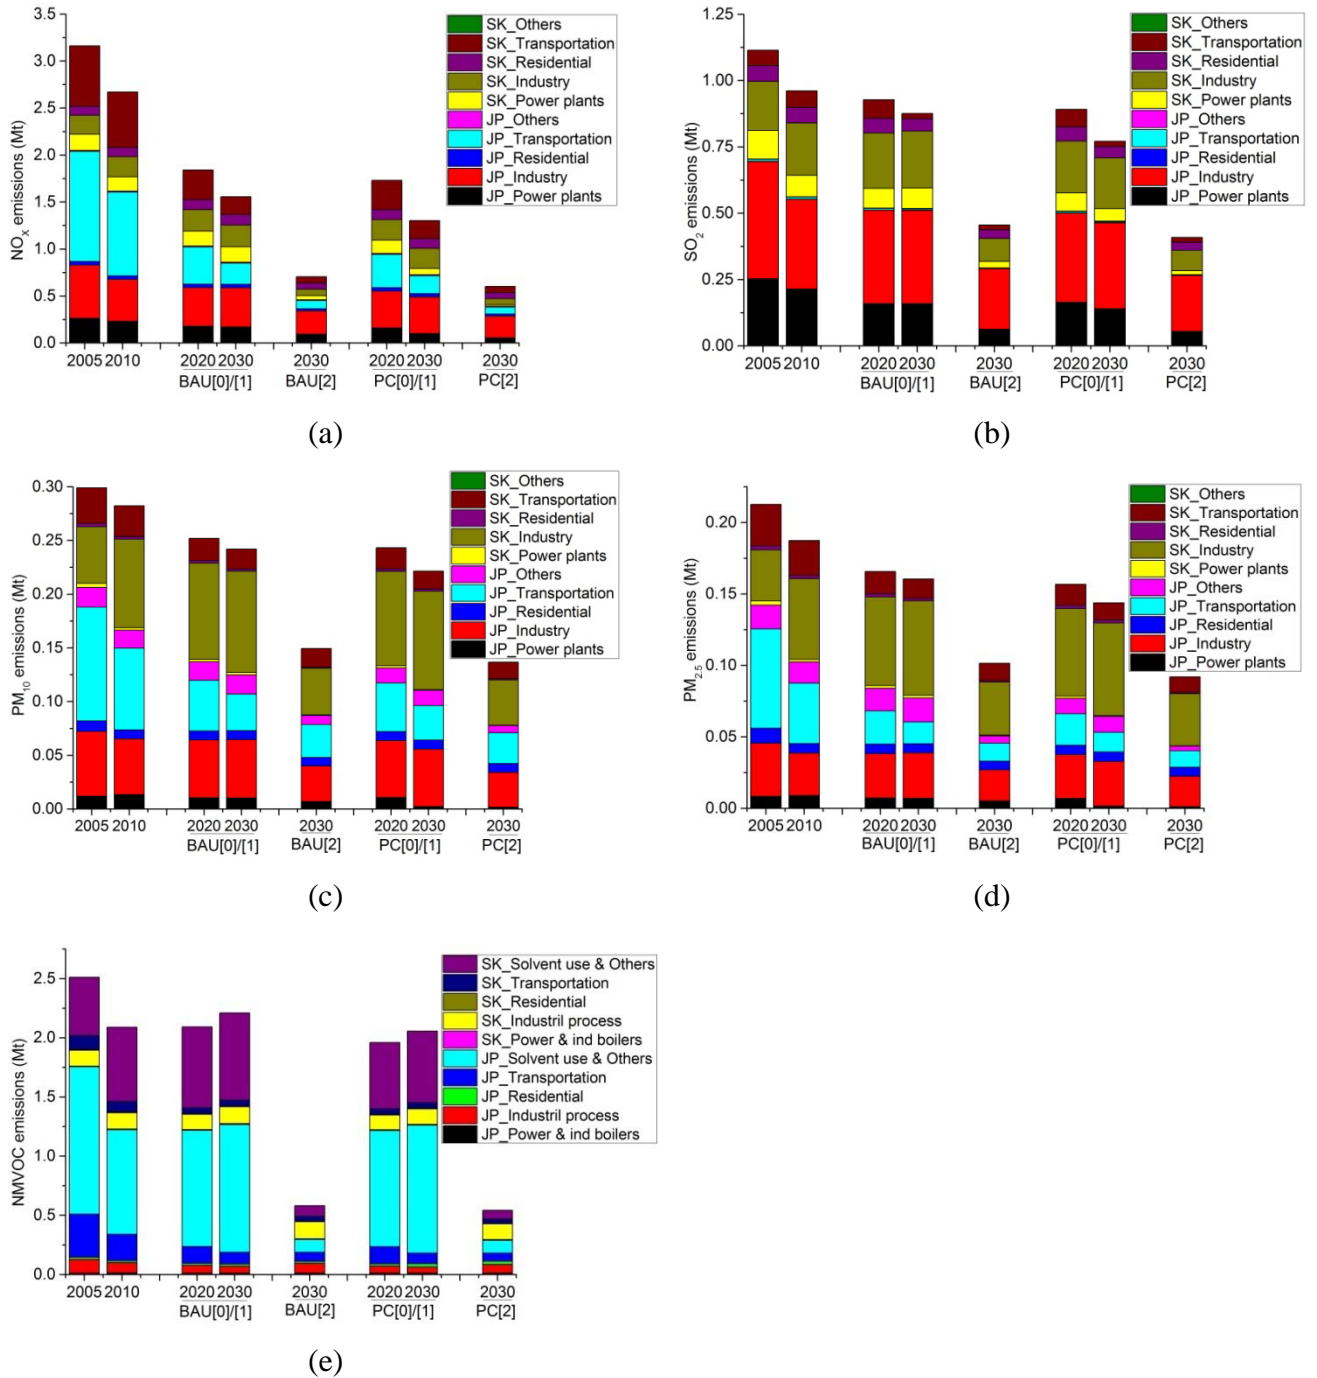 NOX emissions (Mt)
3.5
3.0
2.5
2.0
1.5
1.0
0.5
0.0
SK_Others
SK_Transportation
SK_Residential
SK_Industry
SK_Power plants
JP_Others
JP_Transportation
JP_Residential
JP_Industry
JP_Power plants
2005 2010 2020 2030 2030 2020 2030 2030
BAU[0]/[1] BAU[2] PC[0]/[1] PC[2]
(a)
SO2 emissions (Mt)
1.25
1.00
0.75
0.50
0.25
0.00
SK_Others
SK_Transportation
SK_Residential
SK_Industry
SK_Power plants
JP_Others
JP_Transportation
JP_Residential
JP_Industry
JP_Power plants
2005 2010 2020 2030 2030 2020 2030 2030
BAU[0]/[1] BAU[2] PC[0]/[1] PC[2]
(b)
PM10 emissions (Mt)
0.30
0.25
0.20
0.15
0.10
0.05
0.00
SK_Others
SK_Transportation
SK_Residential
SK_Industry
SK_Power plants
JP_Others
JP_Transportation
JP_Residential
JP_Industry
JP_Power plants
2005 2010 2020 2030 2030 2020 2030 2030
BAU[0]/[1] BAU[2] PC[0]/[1] PC[2]
(c)
PM2.5 emissions (Mt)
0.20
0.15
0.10
0.05
0.00
SK_Others
SK_Transportation
SK_Residential
SK_Industry
SK_Power plants
JP_Others
JP_Transportation
JP_Residential
JP_Industry
JP_Power plants
2005 2010 2020 2030 2030 2020 2030 2030
BAU[0]/[1] BAU[2] PC[0]/[1] PC[2]
(d)
NMVOC emissions (Mt)
2.5
2.0
1.5
1.0
0.5
0.0
SK_Solvent use & Others
SK_Transportation
SK_Residential
SK_Industril process
SK_Power & ind boilers
JP_Solvent use & Others
JP_Transportation
JP_Residential
JP_Industril process
JP_Power & ind boilers
2005 2010 2020 2030 2030 2020 2030 2030
BAU[0]/[1] BAU[2] PC[0]/[1] PC[2]
(e)